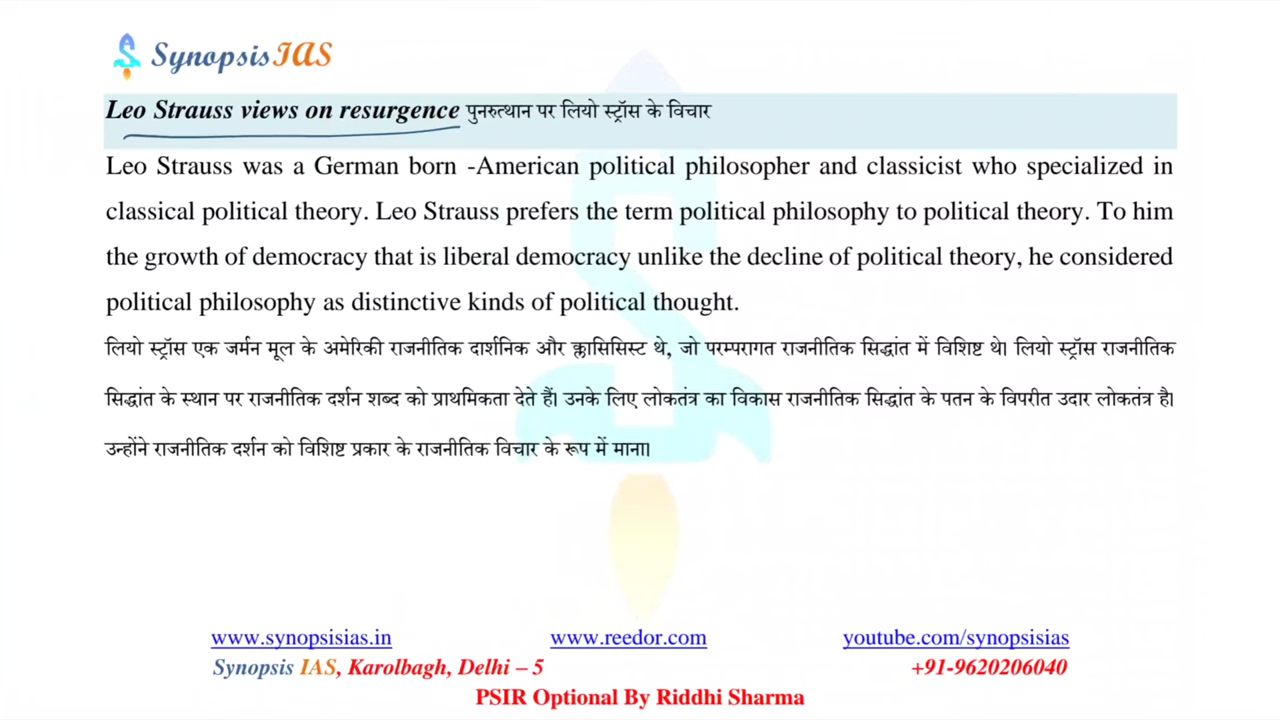 Synopsis IAS
Leo Strauss views on resurgence पुनरुत्थान पर लियो स्ट्रॉस के विचार
Leo Strauss was a German born -American political philosopher and classicist who specialized in
classical political theory. Leo Strauss prefers the term political philosophy to political theory. To him
the growth of democracy that is liberal democracy unlike the decline of political theory, he considered
political philosophy as distinctive kinds of political thought.
लियो स्ट्रॉस एक जर्मन मूल के अमेरिकी राजनीतिक दार्शनिक और क्लासिसिस्ट थे, जो परम्परागत राजनीतिक सिद्धांत में विशिष्ट थे। लियो स्ट्रॉस राजनीतिक
सिद्धांत के स्थान पर राजनीतिक दर्शन शब्द को प्राथमिकता देते हैं। उनके लिए लोकतंत्र का विकास राजनीतिक सिद्धांत के पतन के विपरीत उदार लोकतंत्र है।
उन्होंने राजनीतिक दर्शन को विशिष्ट प्रकार के राजनीतिक विचार के रूप में माना।
www.synopsisias.in www.reedor.com youtube.com/synopsisias
Synopsis IAS, Karolbagh, Delhi – 5 +91-9620206040
PSIR Optional By Riddhi Sharma